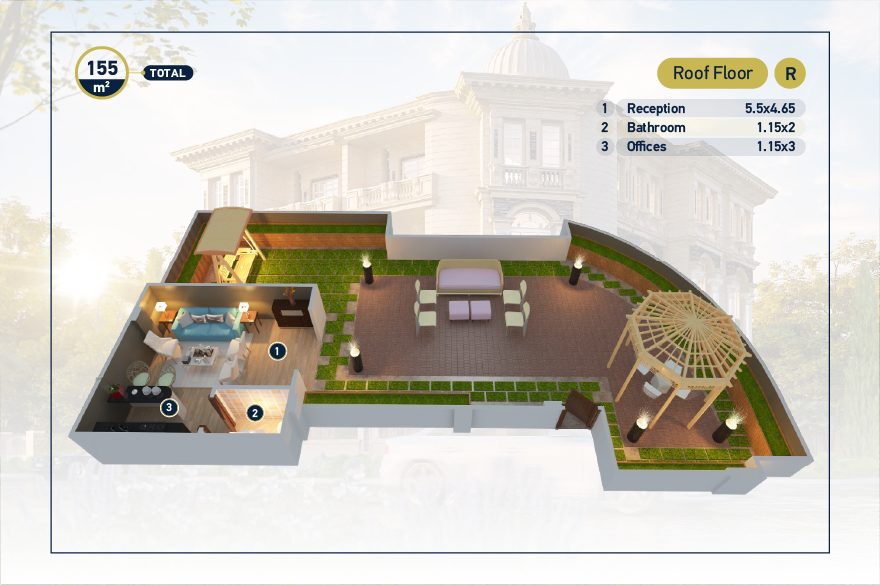 155 m² TOTAL
Roof Floor R
1 Reception 5.5x4.65
2 Bathroom 1.15x2
3 Offices 1.15x3
1
3
2